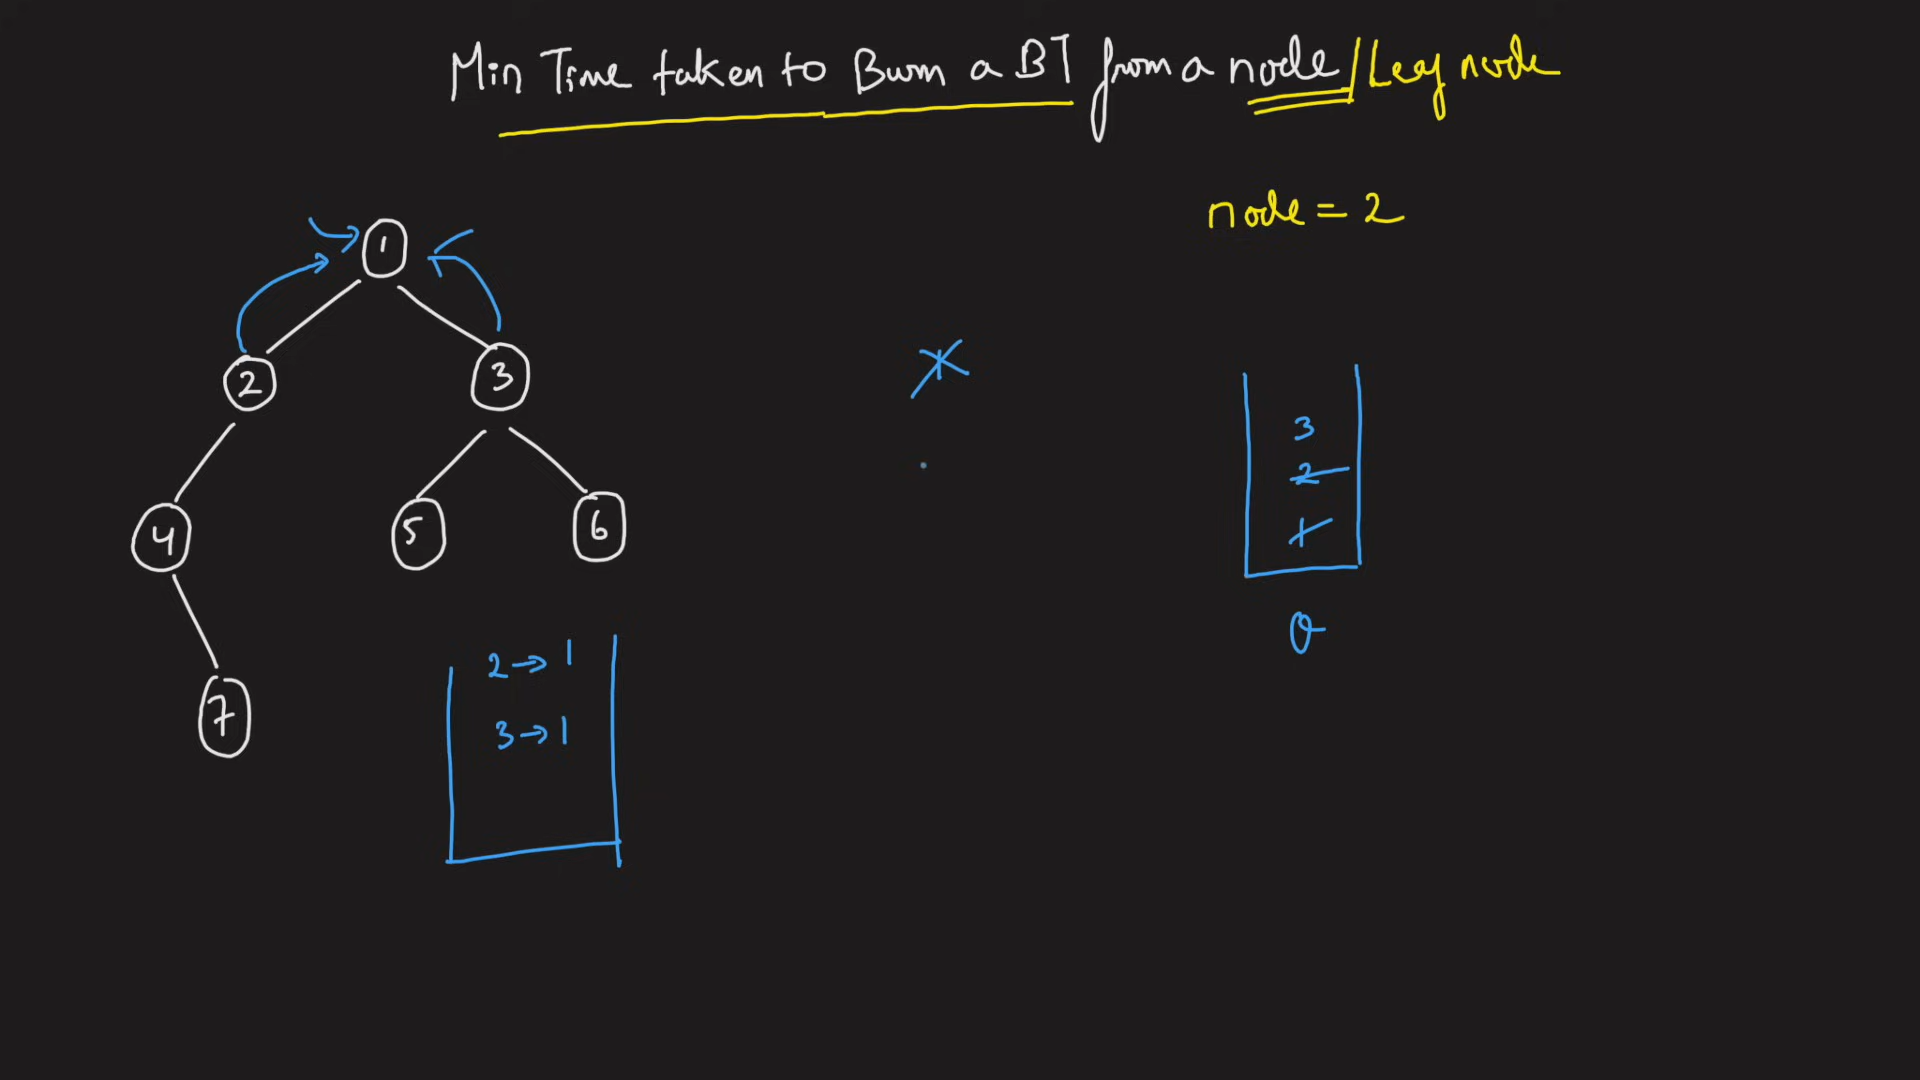 Min Time taken to Burn a BT from a node/Leaf node
node = 2
1
2
3
4
5
6
7
2 → 1
3 → 1
3
2
1
Q